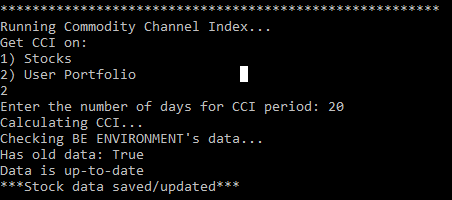 *******************************************************
Running Commodity Channel Index...
Get CCI on:
1) Stocks
2) User Portfolio
2
Enter the number of days for CCI period: 20
Calculating CCI...
Checking BE ENVIRONMENT's data...
Has old data: True
Data is up-to-date
***Stock data saved/updated***